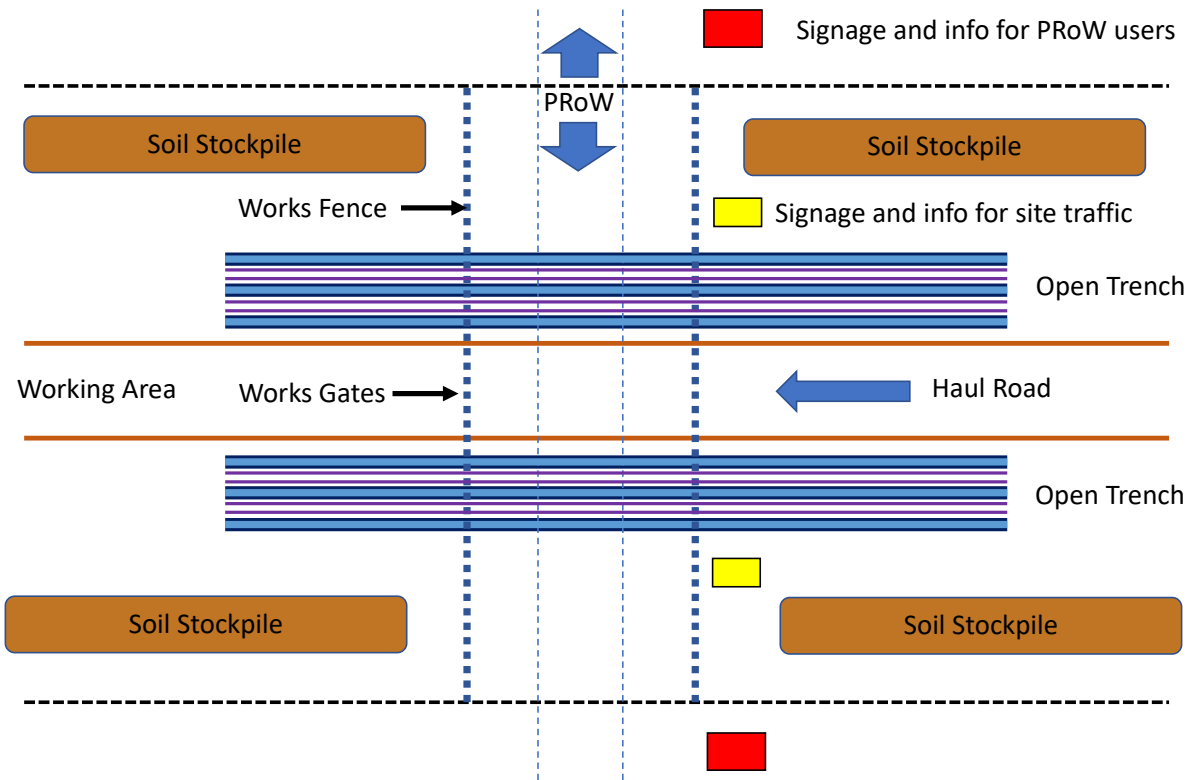 Signage and info for PRoW users
PRoW
Soil Stockpile
Soil Stockpile
Works Fence
Signage and info for site traffic
Open Trench
Working Area
Works Gates
Haul Road
Open Trench
Soil Stockpile
Soil Stockpile